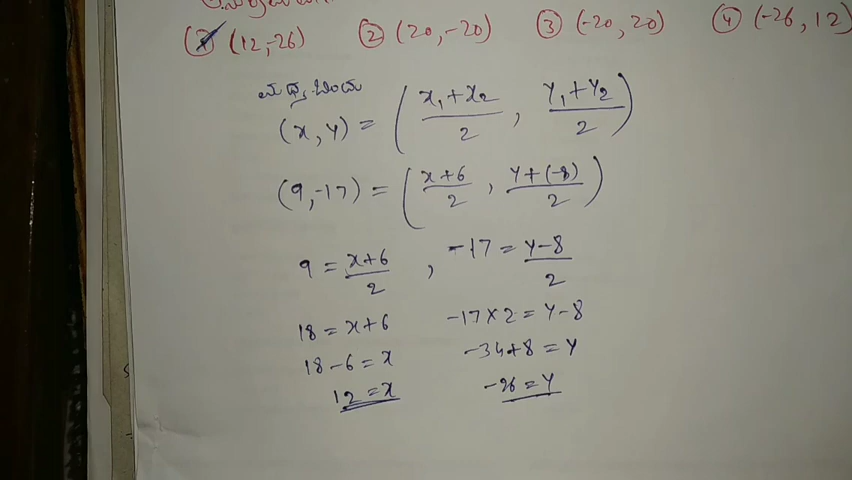 ① (12,-26) ② (20,-20) ③ (-20,20) ④ (-26,12)
ಮಧ್ಯಬಿಂದು
(x,y) = ( x₁+x₂/2 , y₁+y₂/2 )
(9,-17) = ( x+6/2 , y+(-8)/2 )
9 = x+6/2 , -17 = y-8/2
18 = x+6 -17×2 = y-8
18-6 = x -34+8 = y
12 = x -26 = y